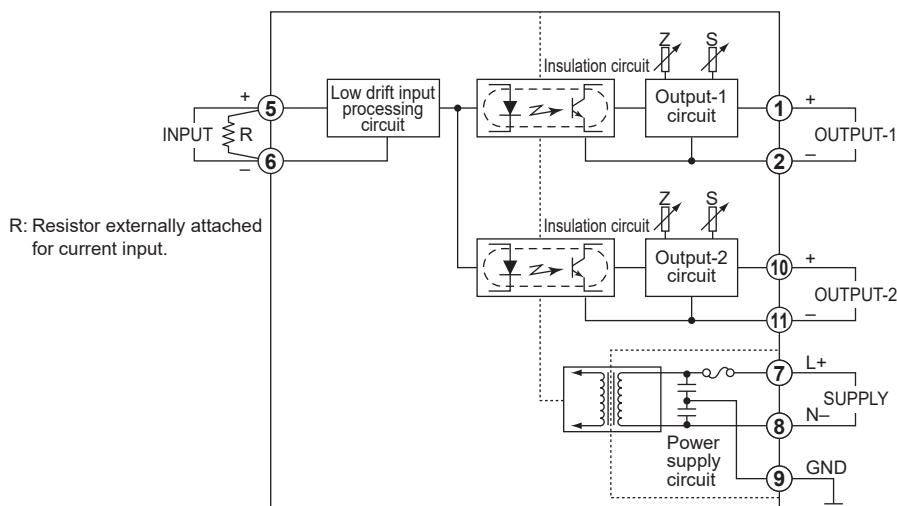 Z S
Insulation circuit
+ 5
Low drift input
processing
circuit
Output-1
circuit
1 +
INPUT R
OUTPUT-1
– 6
2 –
R: Resistor externally attached
for current input.
Z S
Insulation circuit
Output-2
circuit
10 +
OUTPUT-2
11 –
7 L+
SUPPLY
8 N–
Power
supply
circuit
9 GND